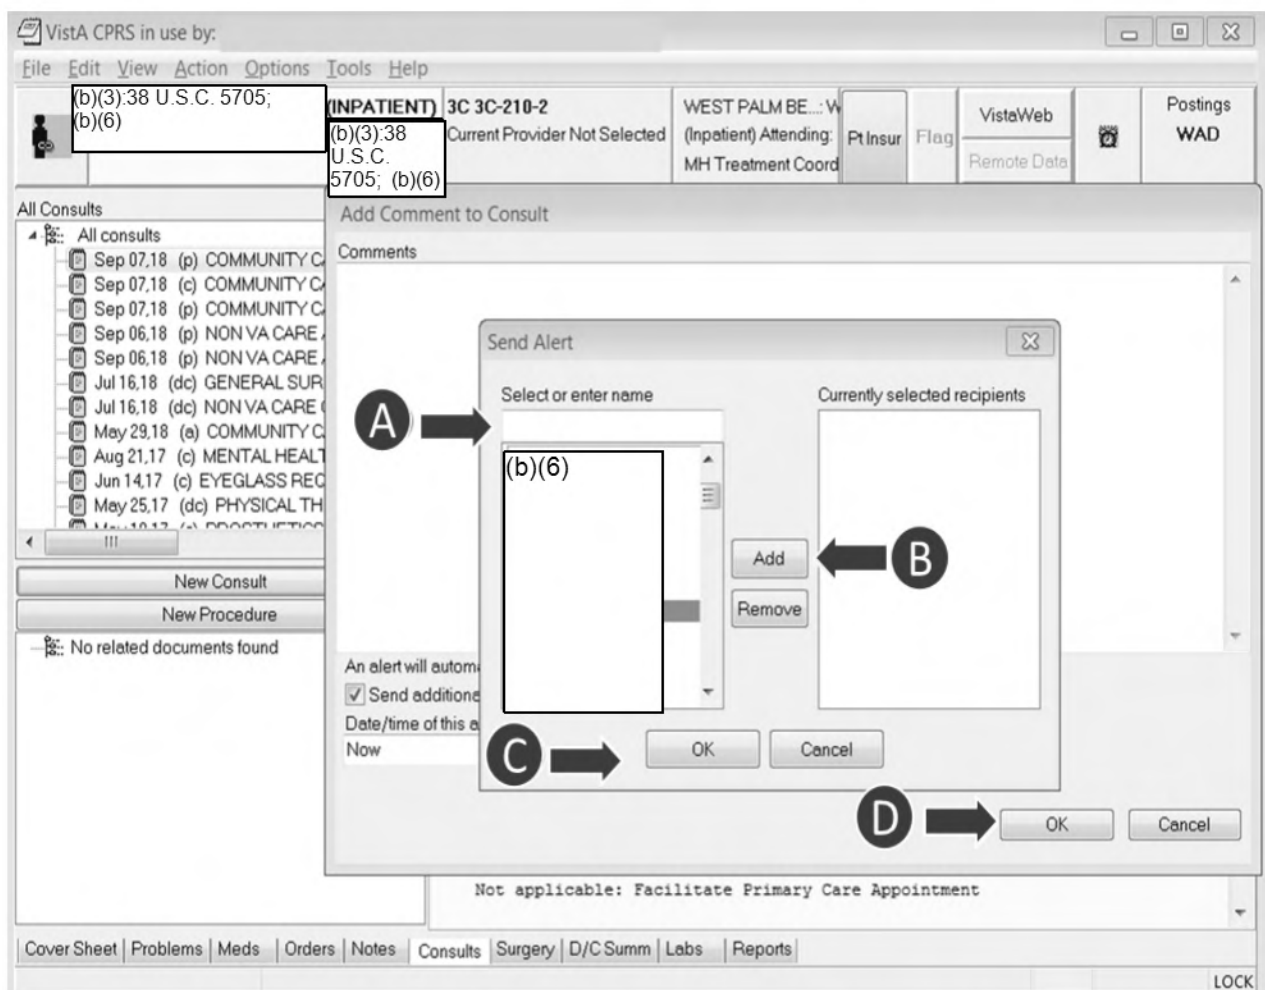 VistA CPRS in use by:
File Edit View Action Options Tools Help
(b)(3):38 U.S.C. 5705;
(b)(6)
(INPATIENT)
(b)(3):38
U.S.C.
5705; (b)(6)
3C 3C-210-2
Current Provider Not Selected
WEST PALM BE...: W
(Inpatient) Attending:
MH Treatment Coord
Pt Insur
Flag
VistaWeb
Remote Data
Postings
WAD
All Consults
All consults
Sep 07,18 (p) COMMUNITY CA
Sep 07,18 (c) COMMUNITY CA
Sep 07,18 (p) COMMUNITY C
Sep 06,18 (p) NON VA CARE
Sep 06,18 (p) NON VA CARE
Jul 16,18 (dc) GENERAL SUR
Jul 16,18 (dc) NON VA CARE
May 29,18 (a) COMMUNITY C
Aug 21,17 (c) MENTAL HEALT
Jun 14,17 (c) EYEGLASS REC
May 25,17 (dc) PHYSICAL TH
New Consult
New Procedure
No related documents found
Add Comment to Consult
Comments
Send Alert
Select or enter name
Currently selected recipients
A
(b)(6)
Add
B
Remove
An alert will autom
Send additiona
Date/time of this a
Now
C
OK
Cancel
D
OK
Cancel
Not applicable: Facilitate Primary Care Appointment
Cover Sheet Problems Meds Orders Notes Consults Surgery D/C Summ Labs Reports
LOCK